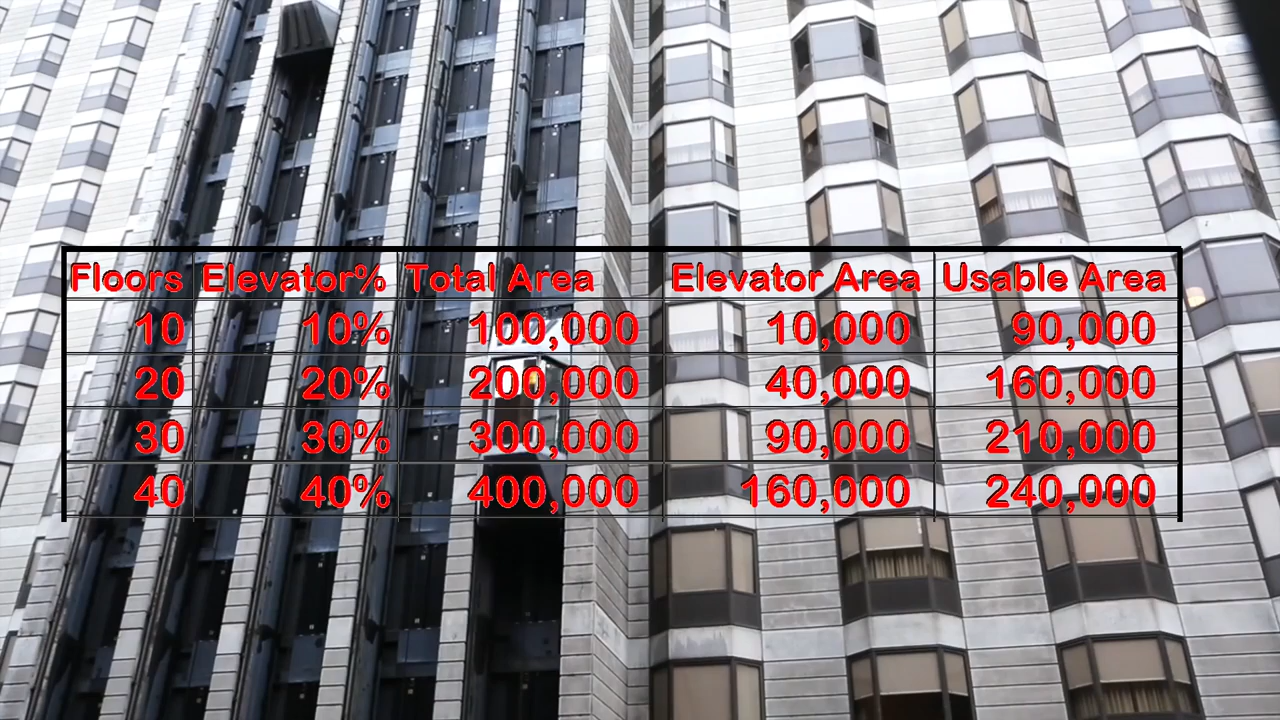 Floors Elevator% Total Area Elevator Area Usable Area
10 10% 100,000 10,000 90,000
20 20% 200,000 40,000 160,000
30 30% 300,000 90,000 210,000
40 40% 400,000 160,000 240,000